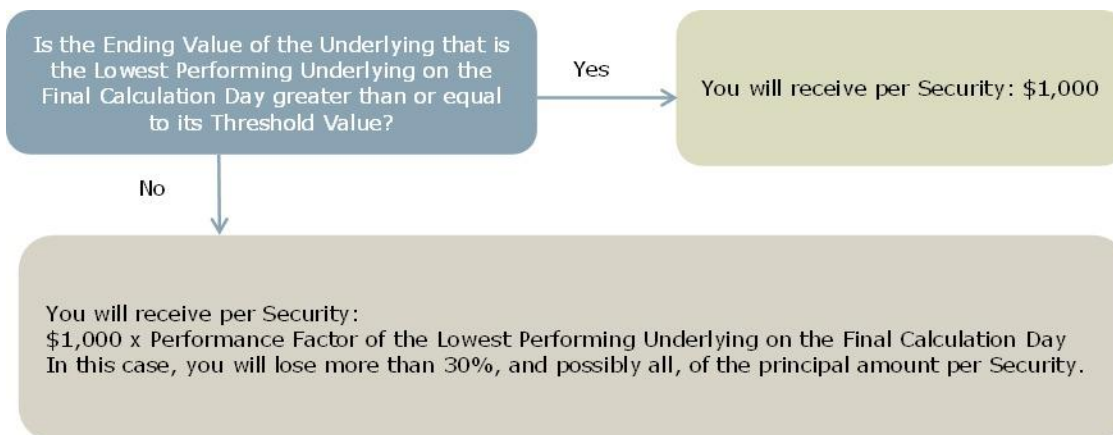 Is the Ending Value of the Underlying that is
the Lowest Performing Underlying on the
Final Calculation Day greater than or equal
to its Threshold Value?
Yes
You will receive per Security: $1,000
No
You will receive per Security:
$1,000 x Performance Factor of the Lowest Performing Underlying on the Final Calculation Day
In this case, you will lose more than 30%, and possibly all, of the principal amount per Security.